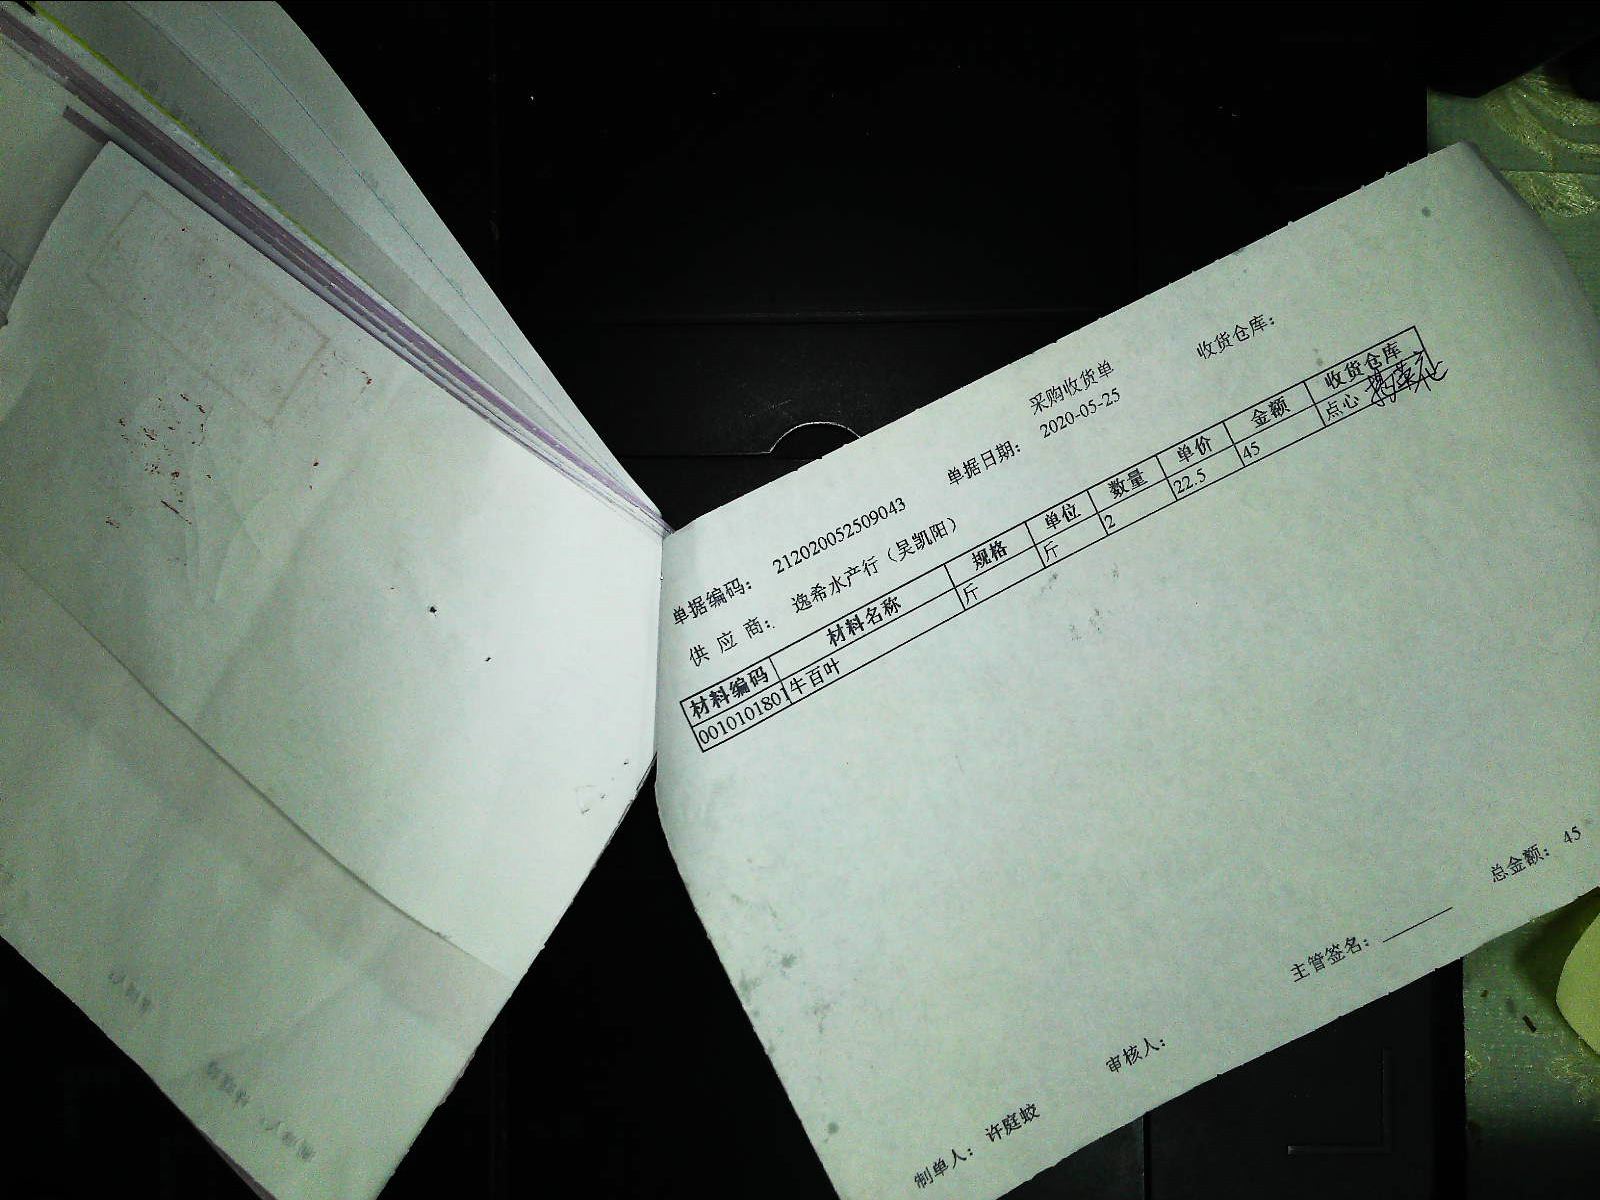 采购收货单
收货仓库：
单据编码： 212020052509043 单据日期： 2020-05-25
供 应 商： 逸希水产行（吴凯阳）
材料编码 材料名称 规格 单位 数量 单价 金额 收货仓库
0010101801 牛百叶 斤 斤 2 22.5 45 点心
总金额： 45
制单人： 许庭蛟 审核人： 主管签名：